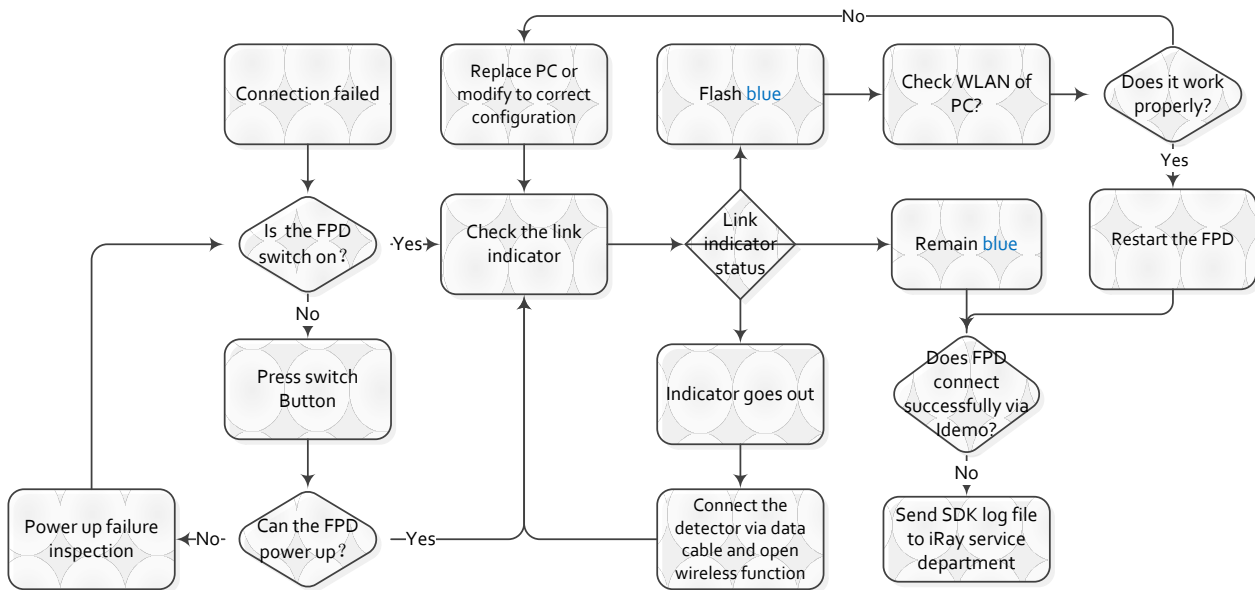 No
Connection failed
Replace PC or
modify to correct
configuration
Flash blue
Check WLAN of
PC?
Does it work
properly?
Yes
Is the FPD
switch on?
Yes
Check the link
indicator
Link
indicator
status
Remain blue
Restart the FPD
No
Press switch
Button
Indicator goes out
Does FPD
connect
successfully via
Idemo?
No
Power up failure
inspection
No
Can the FPD
power up?
Yes
Connect the
detector via data
cable and open
wireless function
Send SDK log file
to iRay service
department